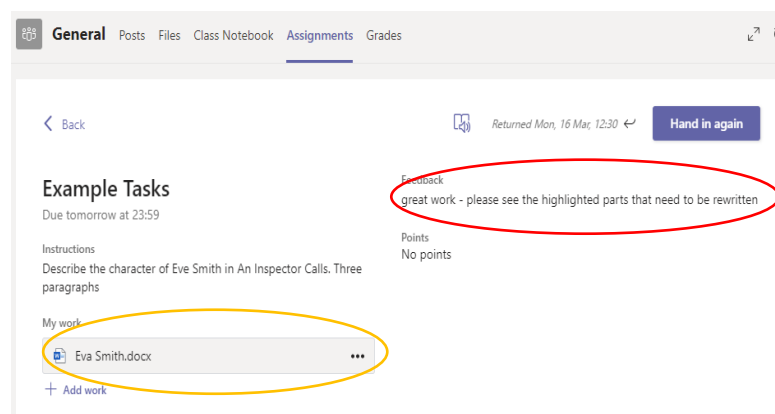 General Posts Files Class Notebook Assignments Grades
Back
Returned Mon, 16 Mar, 12:30
Hand in again
Example Tasks
Due tomorrow at 23:59
Instructions
Describe the character of Eve Smith in An Inspector Calls. Three
paragraphs
My work
Eva Smith.docx
Add work
Feedback
great work - please see the highlighted parts that need to be rewritten
Points
No points